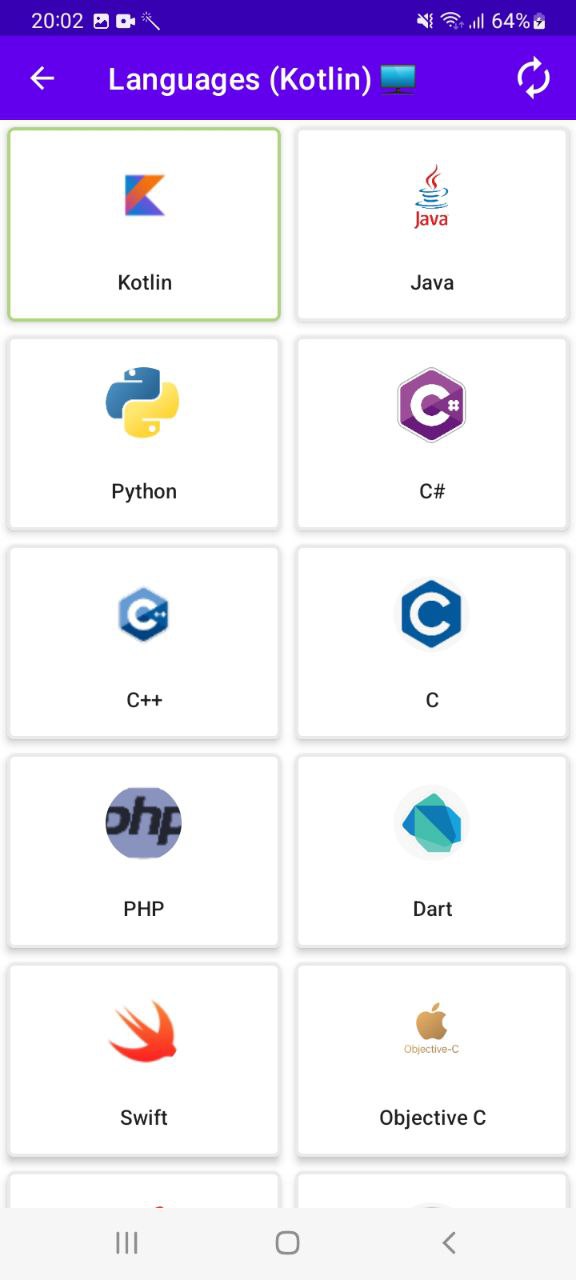 20:02 64%
Languages (Kotlin)
Java
Kotlin Java
Python C#
C++ C
php
PHP Dart
Objective-C
Swift Objective C